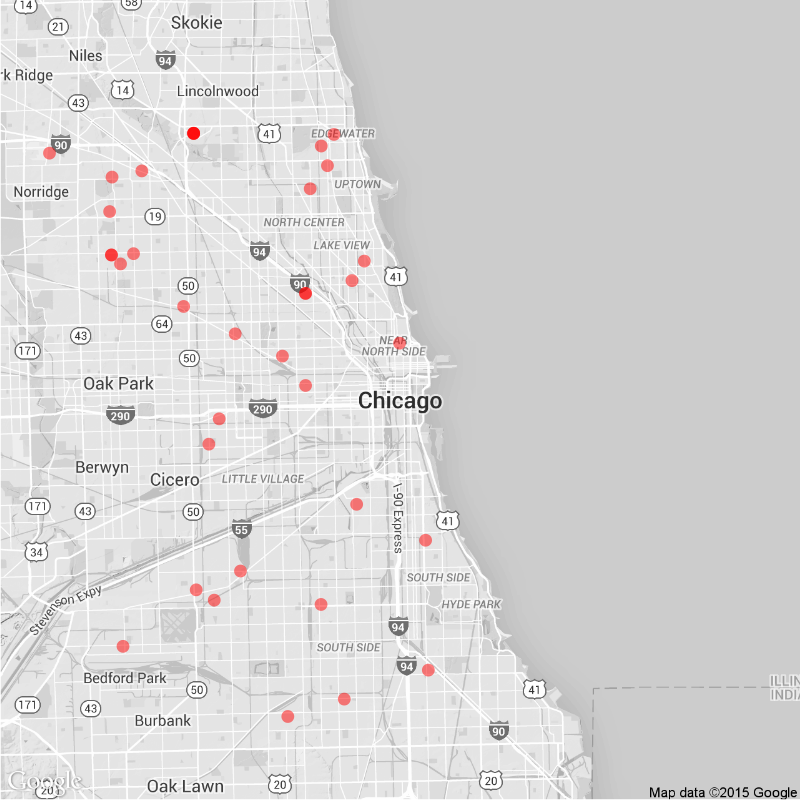 14
58
21
Skokie
Niles
94
rk Ridge
14
Lincolnwood
43
41
EDGEWATER
90
UPTOWN
Norridge
19
NORTH CENTER
LAKE VIEW
94
41
50
90
64
43
NEAR
NORTH SIDE
171
50
Oak Park
Chicago
290
290
Berwyn
Cicero
LITTLE VILLAGE
I-90 Express
171
43
50
41
55
34
SOUTH SIDE
Stevenson Expy
HYDE PARK
94
SOUTH SIDE
94
Bedford Park
ILLIN
INDIA
50
41
171
43
Burbank
90
Google
Oak Lawn
20
20
20
Map data ©2015 Google